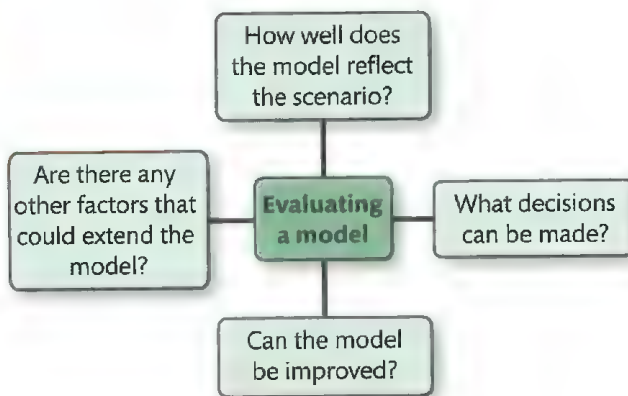 How well does
the model reflect
the scenario?
Are there any
other factors that
could extend the
model?
Evaluating
a model
What decisions
can be made?
Can the model
be improved?